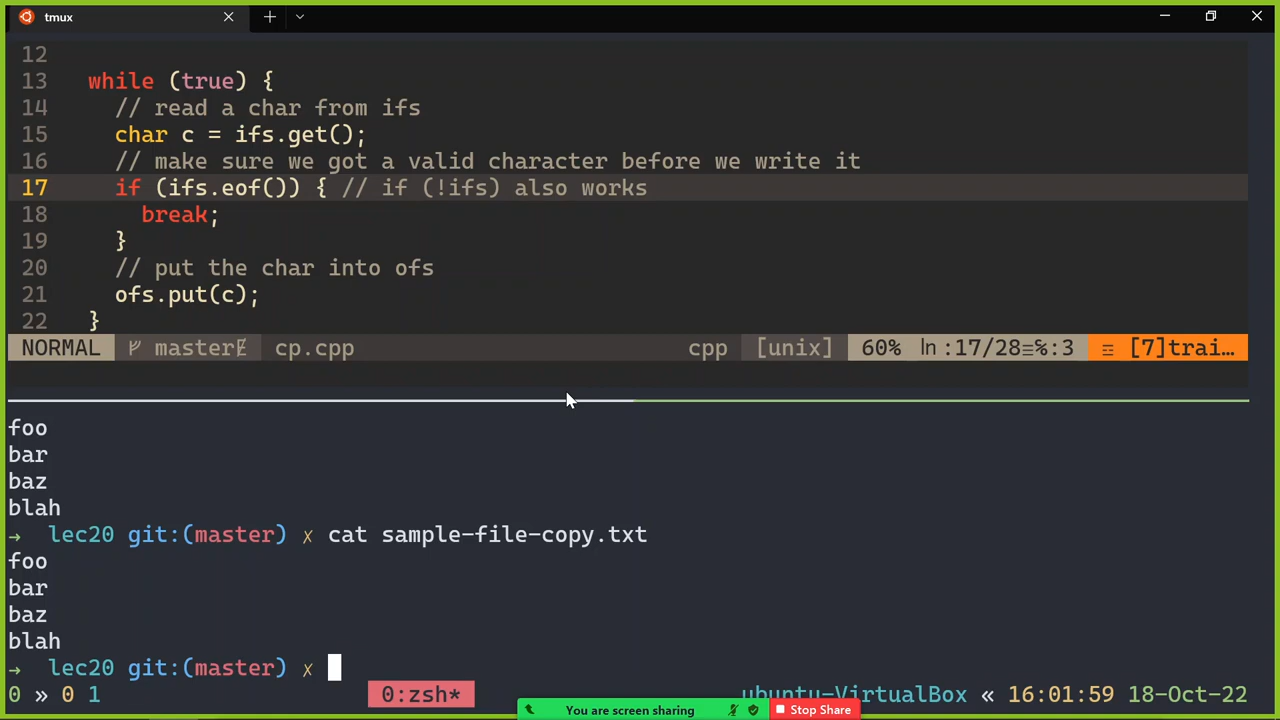 tmux
12
13 while (true) {
14 // read a char from ifs
15 char c = ifs.get();
16 // make sure we got a valid character before we write it
17 if (ifs.eof()) { // if (!ifs) also works
18 break;
19 }
20 // put the char into ofs
21 ofs.put(c);
22 }
NORMAL master cp.cpp cpp [unix] 60% ln :17/28≡%:3 ☲ [7]trai…
foo
bar
baz
blah
→ lec20 git:(master) ✗ cat sample-file-copy.txt
foo
bar
baz
blah
→ lec20 git:(master) ✗
0 » 0 1 0:zsh* ubuntu-VirtualBox « 16:01:59 18-Oct-22
You are screen sharing Stop Share